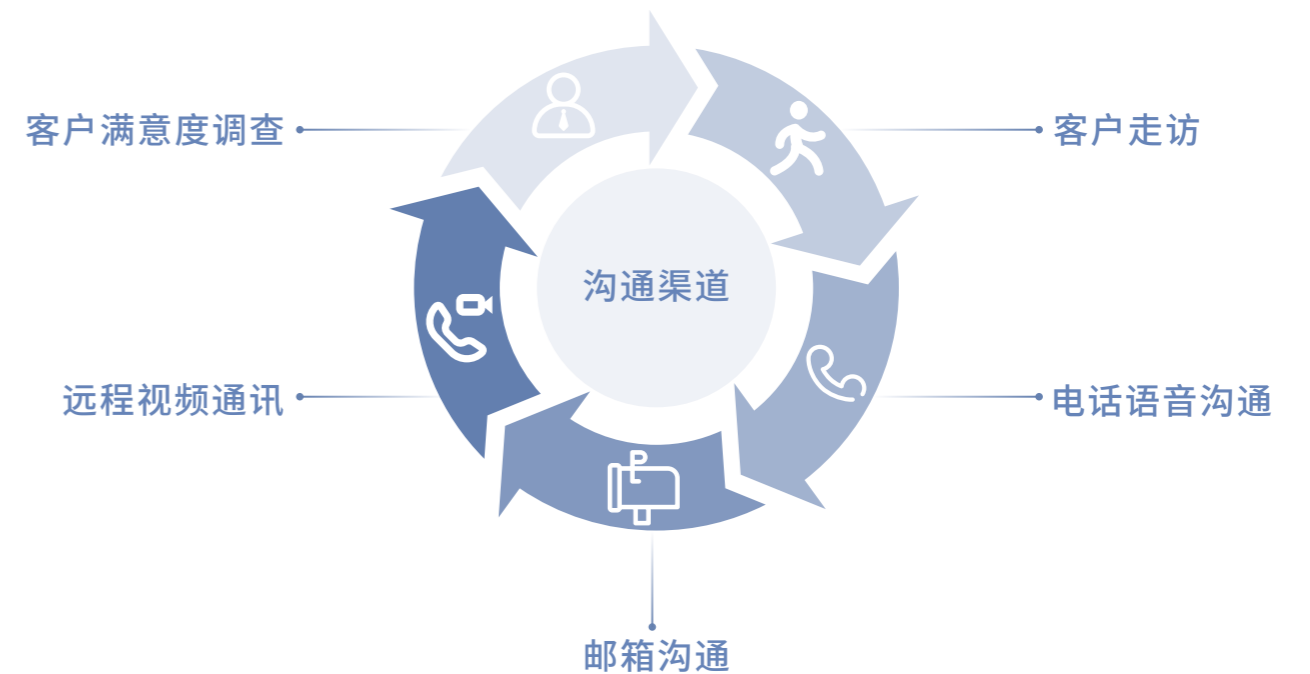 客户满意度调查
客户走访
沟通渠道
远程视频通讯
电话语音沟通
邮箱沟通